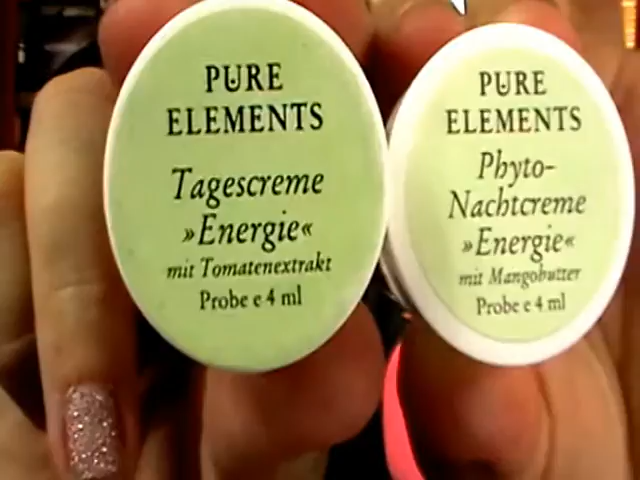 PURE
ELEMENTS
Tagescreme
»Energie«
mit Tomatenextrakt
Probe e 4 ml
PURE
ELEMENTS
Phyto-
Nachtcreme
»Energie«
mit Mangobutter
Probe e 4 ml